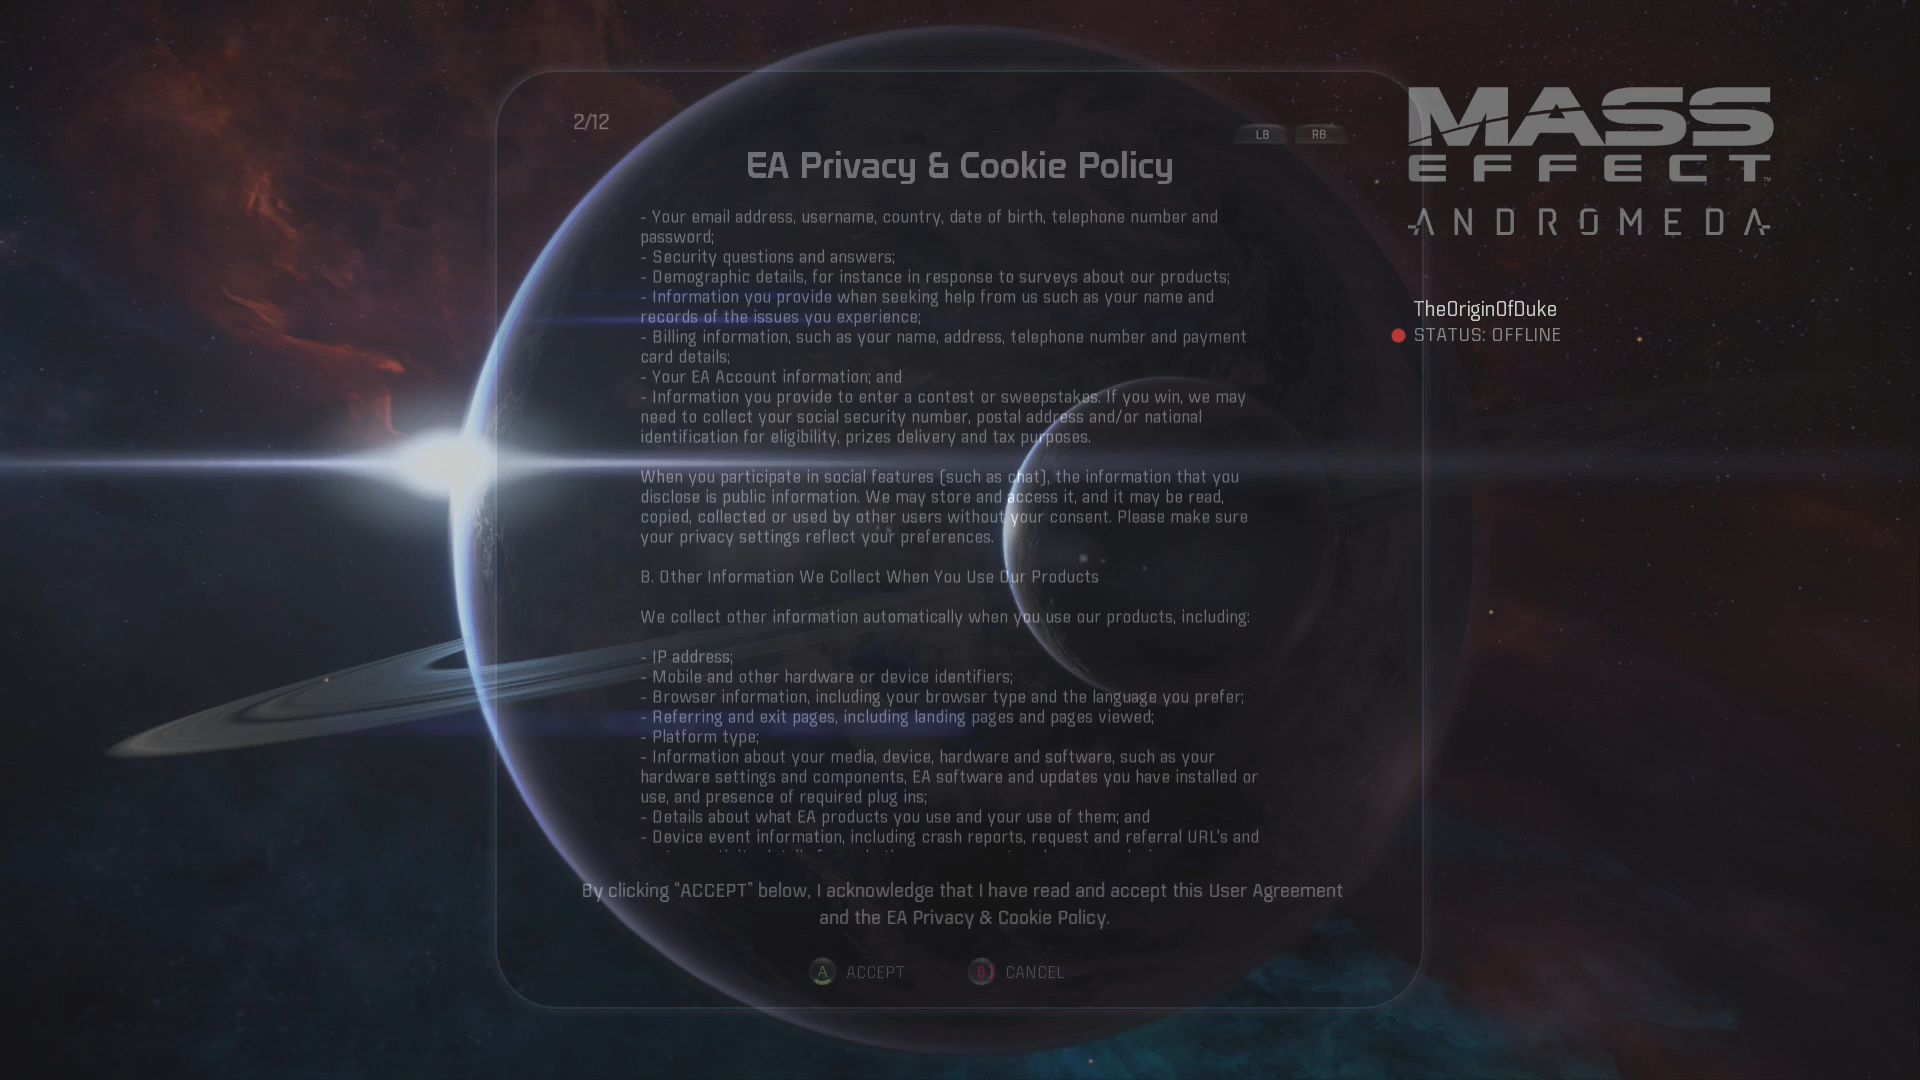 2/12
LB RB
EA Privacy & Cookie Policy
- Your email address, username, country, date of birth, telephone number and
password;
- Security questions and answers;
- Demographic details, for instance in response to surveys about our products;
- Information you provide when seeking help from us such as your name and
records of the issues you experience;
- Billing information, such as your name, address, telephone number and payment
card details;
- Your EA Account information; and
- Information you provide to enter a contest or sweepstakes. If you win, we may
need to collect your social security number, postal address and/or national
identification for eligibility, prizes delivery and tax purposes.
When you participate in social features (such as chat), the information that you
disclose is public information. We may store and access it, and it may be read,
copied, collected or used by other users without your consent. Please make sure
your privacy settings reflect your preferences.
B. Other Information We Collect When You Use Our Products
We collect other information automatically when you use our products, including:
- IP address;
- Mobile and other hardware or device identifiers;
- Browser information, including your browser type and the language you prefer;
- Referring and exit pages, including landing pages and pages viewed;
- Platform type;
- Information about your media, device, hardware and software, such as your
hardware settings and components, EA software and updates you have installed or
use, and presence of required plug ins;
- Details about what EA products you use and your use of them; and
- Device event information, including crash reports, request and referral URL's and
By clicking "ACCEPT" below, I acknowledge that I have read and accept this User Agreement
and the EA Privacy & Cookie Policy.
A ACCEPT B CANCEL
MASS
EFFECT™
ANDROMEDA
TheOriginOfDuke
STATUS: OFFLINE